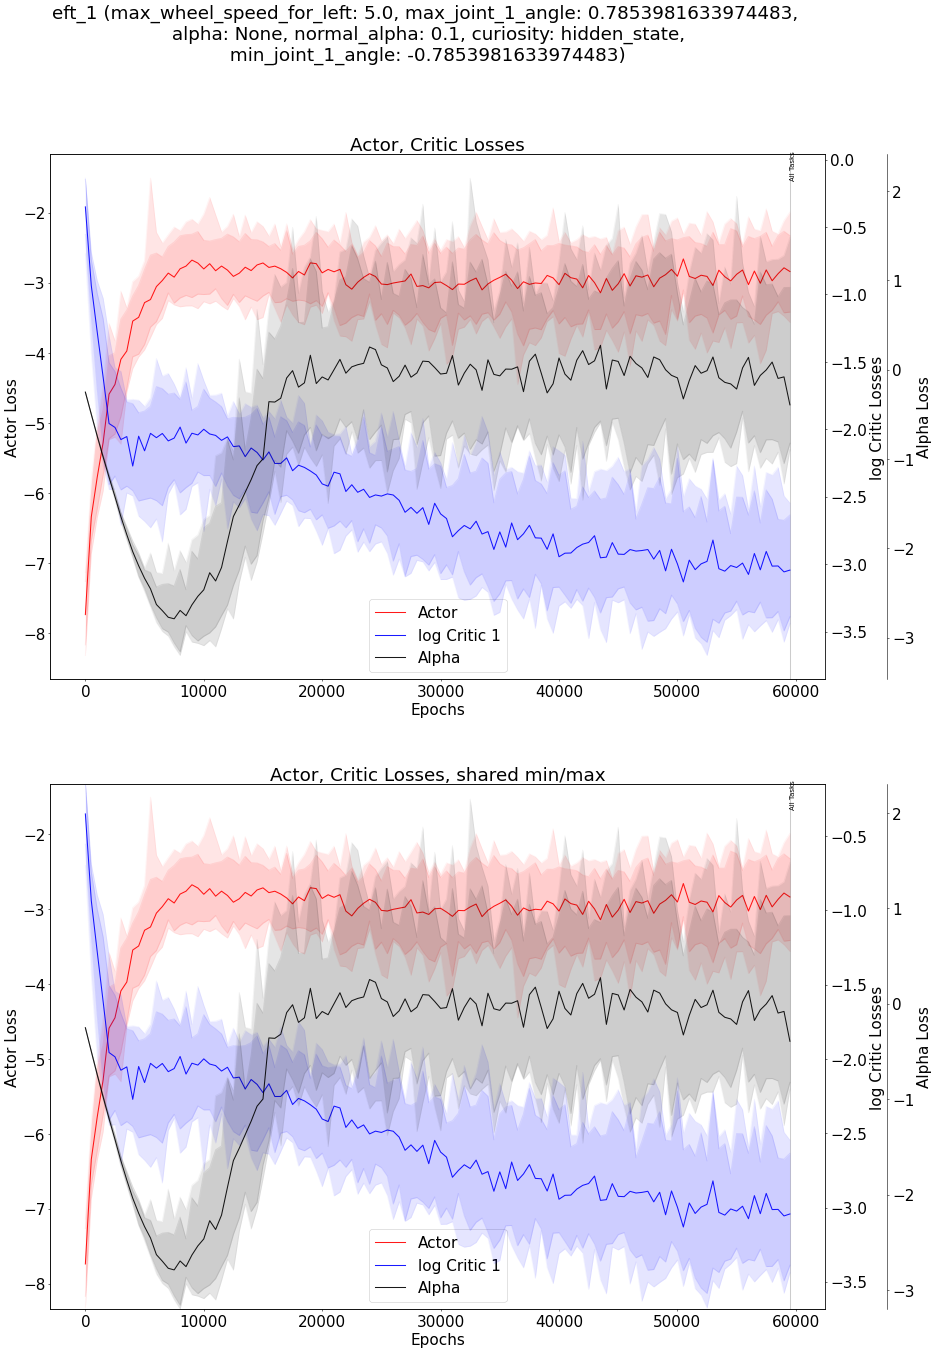 eft_1 (max_wheel_speed_for_left: 5.0, max_joint_1_angle: 0.7853981633974483,
alpha: None, normal_alpha: 0.1, curiosity: hidden_state,
min_joint_1_angle: -0.7853981633974483)
Actor, Critic Losses
All Tasks
Actor Loss
−2
−3
−4
−5
−6
−7
−8
0.0
−0.5
−1.0
−1.5
−2.0
−2.5
−3.0
−3.5
log Critic Losses
2
1
0
−1
−2
−3
Alpha Loss
Actor
log Critic 1
Alpha
0 10000 20000 30000 40000 50000 60000
Epochs
Actor, Critic Losses, shared min/max
All Tasks
Actor Loss
−2
−3
−4
−5
−6
−7
−8
−0.5
−1.0
−1.5
−2.0
−2.5
−3.0
−3.5
log Critic Losses
2
1
0
−1
−2
−3
Alpha Loss
Actor
log Critic 1
Alpha
0 10000 20000 30000 40000 50000 60000
Epochs